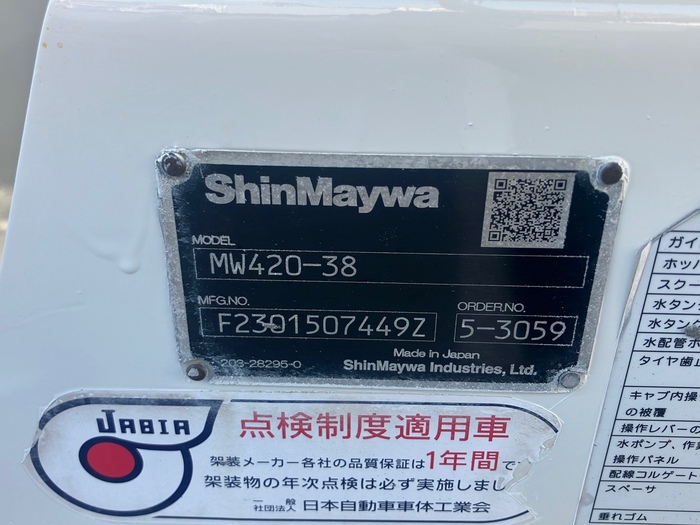 ShinMaywa
MODEL
MW420-38
MFG.NO.
F2301507449Z
ORDER.NO.
5-3059
Made in Japan
203-28295-0
ShinMaywa Industries, Ltd.
JABIA
点検制度適用車
架装メーカー各社の品質保証は1年間で
架装物の年次点検は必ず実施しまし
一般社団法人 日本自動車車体工業会
ガイ
ホッパ
スクー
水タン
水タン
水配管ホ
タイヤ歯止
キャブ内操
の被覆
操作レバーの
水ポンプ、作
操作パネル
配線コルゲート
スペーサ
垂れゴム